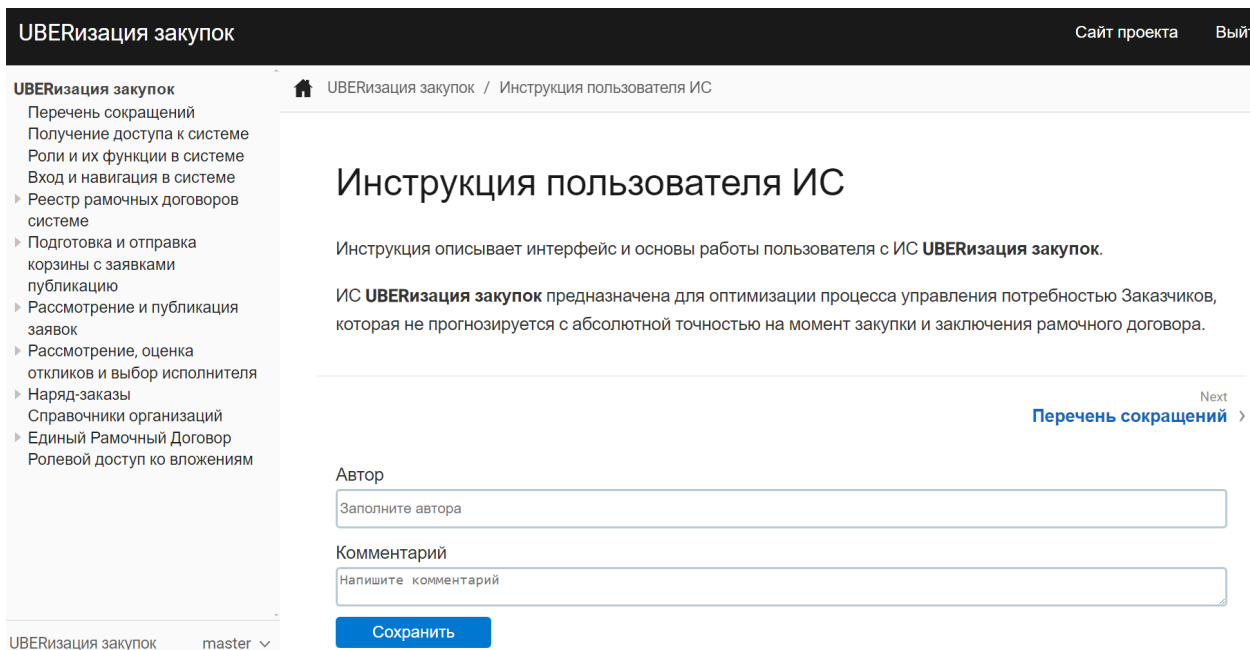 UBERизация закупок
Сайт проекта
UBERизация закупок
Перечень сокращений
Получение доступа к системе
Роли и их функции в системе
Вход и навигация в системе
Реестр рамочных договоров
системе
Подготовка и отправка
корзины с заявками
публикацию
Рассмотрение и публикация
заявок
Рассмотрение, оценка
откликов и выбор исполнителя
Наряд-заказы
Справочники организаций
Единый Рамочный Договор
Ролевой доступ ко вложениям
UBERизация закупок master
UBERизация закупок / Инструкция пользователя ИС
Инструкция пользователя ИС
Инструкция описывает интерфейс и основы работы пользователя с ИС UBERизация закупок.
ИС UBERизация закупок предназначена для оптимизации процесса управления потребностью Заказчиков,
которая не прогнозируется с абсолютной точностью на момент закупки и заключения рамочного договора.
Next
Перечень сокращений
Автор
Заполните автора
Комментарий
Напишите комментарий
Сохранить